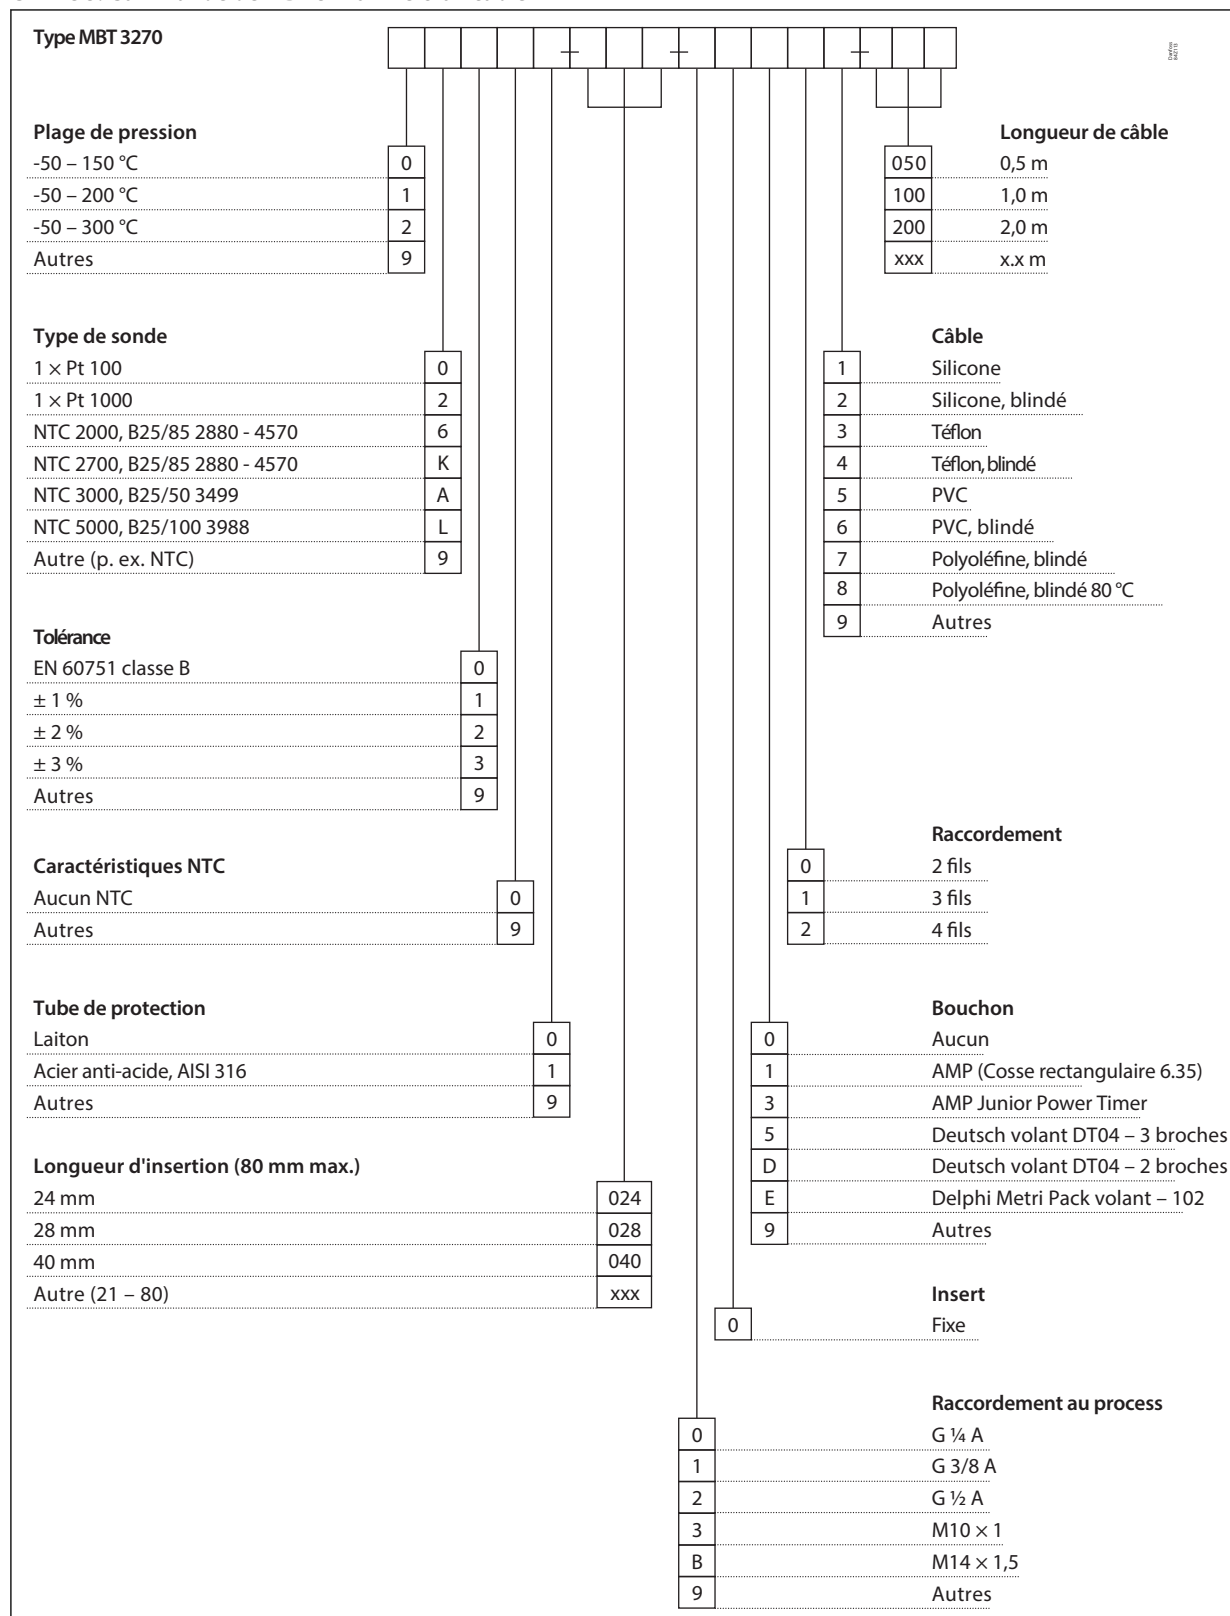 Type MBT 3270
Plage de pression
-50 – 150 °C 0
-50 – 200 °C 1
-50 – 300 °C 2
Autres 9
Longueur de câble
050 0,5 m
100 1,0 m
200 2,0 m
xxx x.x m
Type de sonde
1 × Pt 100 0
1 × Pt 1000 2
NTC 2000, B25/85 2880 - 4570 6
NTC 2700, B25/85 2880 - 4570 K
NTC 3000, B25/50 3499 A
NTC 5000, B25/100 3988 L
Autre (p. ex. NTC) 9
Câble
1 Silicone
2 Silicone, blindé
3 Téflon
4 Téflon, blindé
5 PVC
6 PVC, blindé
7 Polyoléfine, blindé
8 Polyoléfine, blindé 80 °C
9 Autres
Tolérance
EN 60751 classe B 0
± 1 % 1
± 2 % 2
± 3 % 3
Autres 9
Raccordement
0 2 fils
1 3 fils
2 4 fils
Caractéristiques NTC
Aucun NTC 0
Autres 9
Tube de protection
Laiton 0
Acier anti-acide, AISI 316 1
Autres 9
Bouchon
0 Aucun
1 AMP (Cosse rectangulaire 6.35)
3 AMP Junior Power Timer
5 Deutsch volant DT04 – 3 broches
D Deutsch volant DT04 – 2 broches
E Delphi Metri Pack volant – 102
9 Autres
Longueur d'insertion (80 mm max.)
24 mm 024
28 mm 028
40 mm 040
Autre (21 – 80) xxx
Insert
0 Fixe
Raccordement au process
0 G ¼ A
1 G 3/8 A
2 G ½ A
3 M10 × 1
B M14 × 1,5
9 Autres